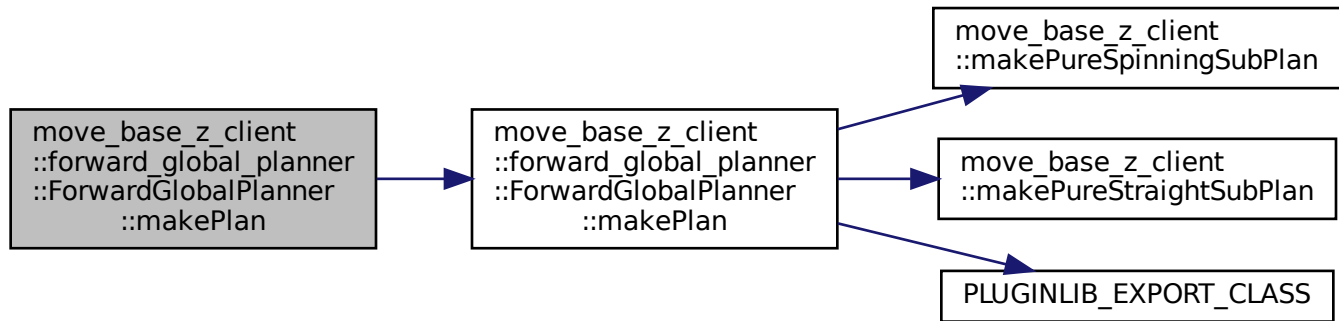 move_base_z_client
::forward_global_planner
::ForwardGlobalPlanner
::makePlan
move_base_z_client
::forward_global_planner
::ForwardGlobalPlanner
::makePlan
move_base_z_client
::makePureSpinningSubPlan
move_base_z_client
::makePureStraightSubPlan
PLUGINLIB_EXPORT_CLASS